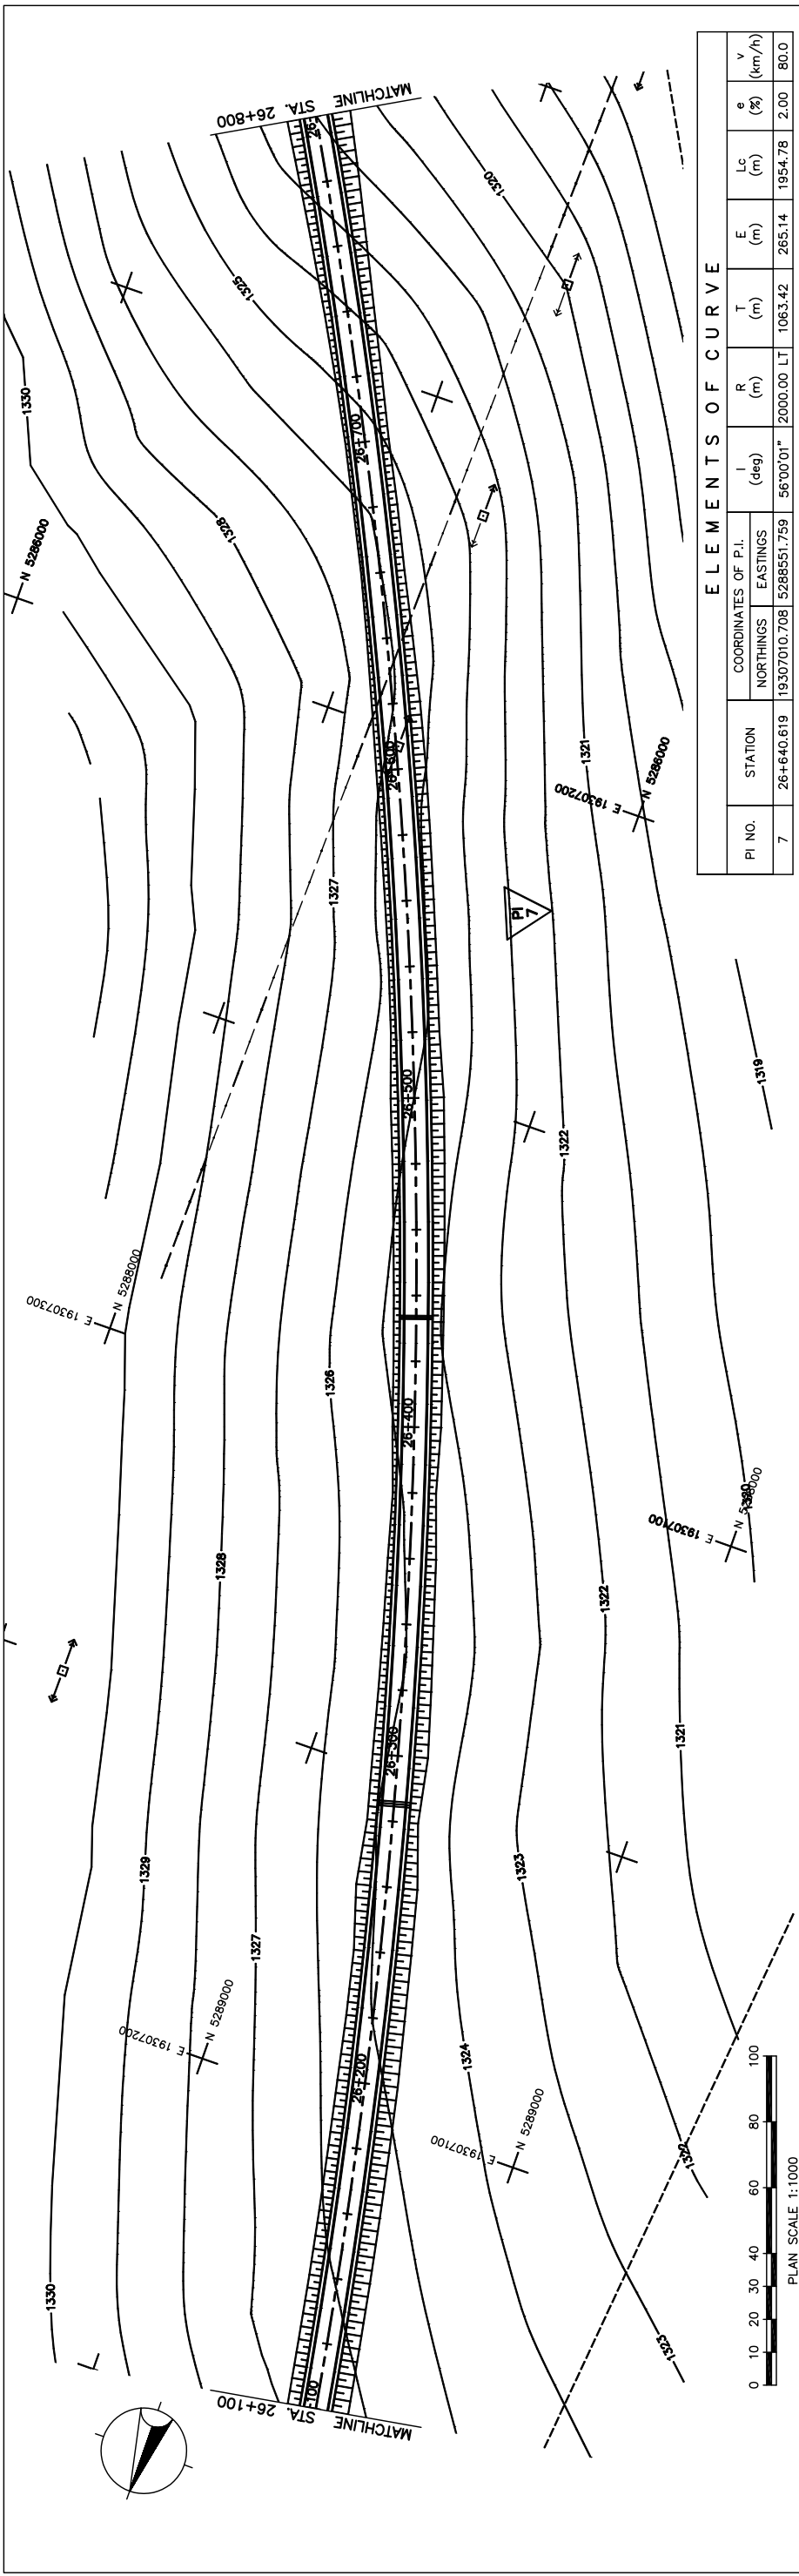 MATCHLINE STA. 26+800
1320
1325
1330
1328
N 5286000
26+700
26+600
1327
1321
E 19307200
N 5286000
PI
7
26+500
1322
1319
E 19307300
N 5288000
1326
26+400
1328
1322
E 19307100
26+300
1321
1329
1323
1327
E 19307200
N 5289000
26+200
1324
E 19307100
N 5289000
1322
1330
1323
MATCHLINE STA. 26+100
ELEMENTS OF CURVE
PI NO. STATION COORDINATES OF P.I. I (deg) R (m) T (m) E (m) Lc (m) e (%) v (km/h)
NORTHINGS EASTINGS
7 26+640.619 19307010.708 5288551.759 56°00'01" 2000.00 LT 1063.42 265.14 1954.78 2.00 80.0
0 10 20 30 40 60 80 100
PLAN SCALE 1:1000